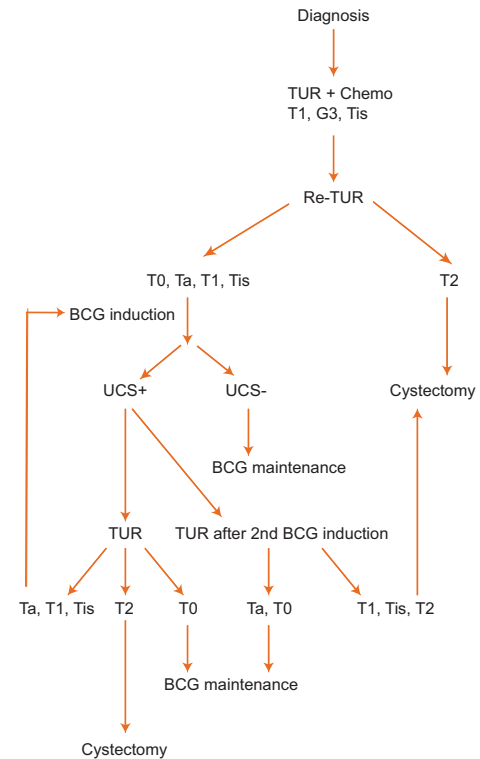 Diagnosis
TUR + Chemo
T1, G3, Tis
Re-TUR
T0, Ta, T1, Tis
T2
BCG induction
UCS+
UCS-
Cystectomy
BCG maintenance
TUR
TUR after 2nd BCG induction
Ta, T1, Tis
T2
T0
Ta, T0
T1, Tis, T2
BCG maintenance
Cystectomy